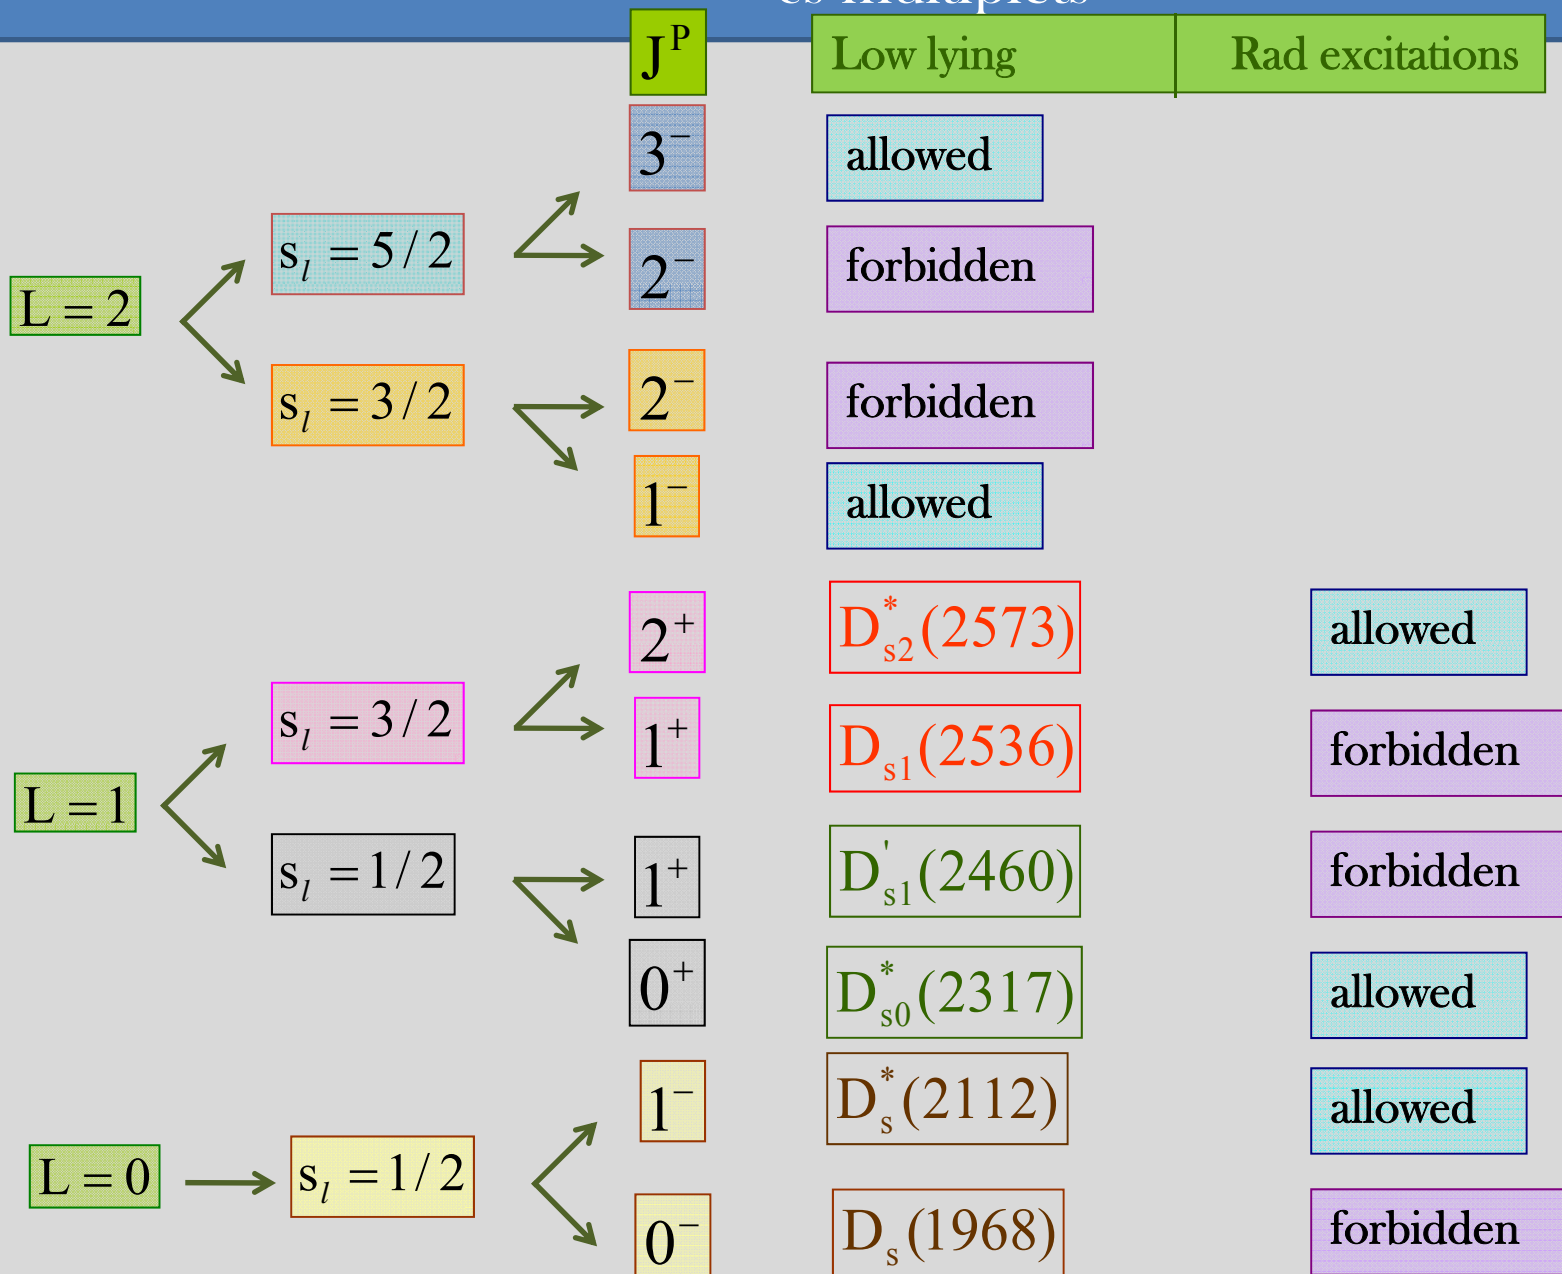 cs multiplets
J^P Low lying Rad excitations
3⁻ allowed
s_l = 5/2 2⁻ forbidden
L = 2
s_l = 3/2 2⁻ forbidden
1⁻ allowed
2⁺ D*_s2(2573) allowed
s_l = 3/2 1⁺ D_s1(2536) forbidden
L = 1
s_l = 1/2 1⁺ D'_s1(2460) forbidden
0⁺ D*_s0(2317) allowed
1⁻ D*_s(2112) allowed
L = 0 s_l = 1/2
0⁻ D_s(1968) forbidden